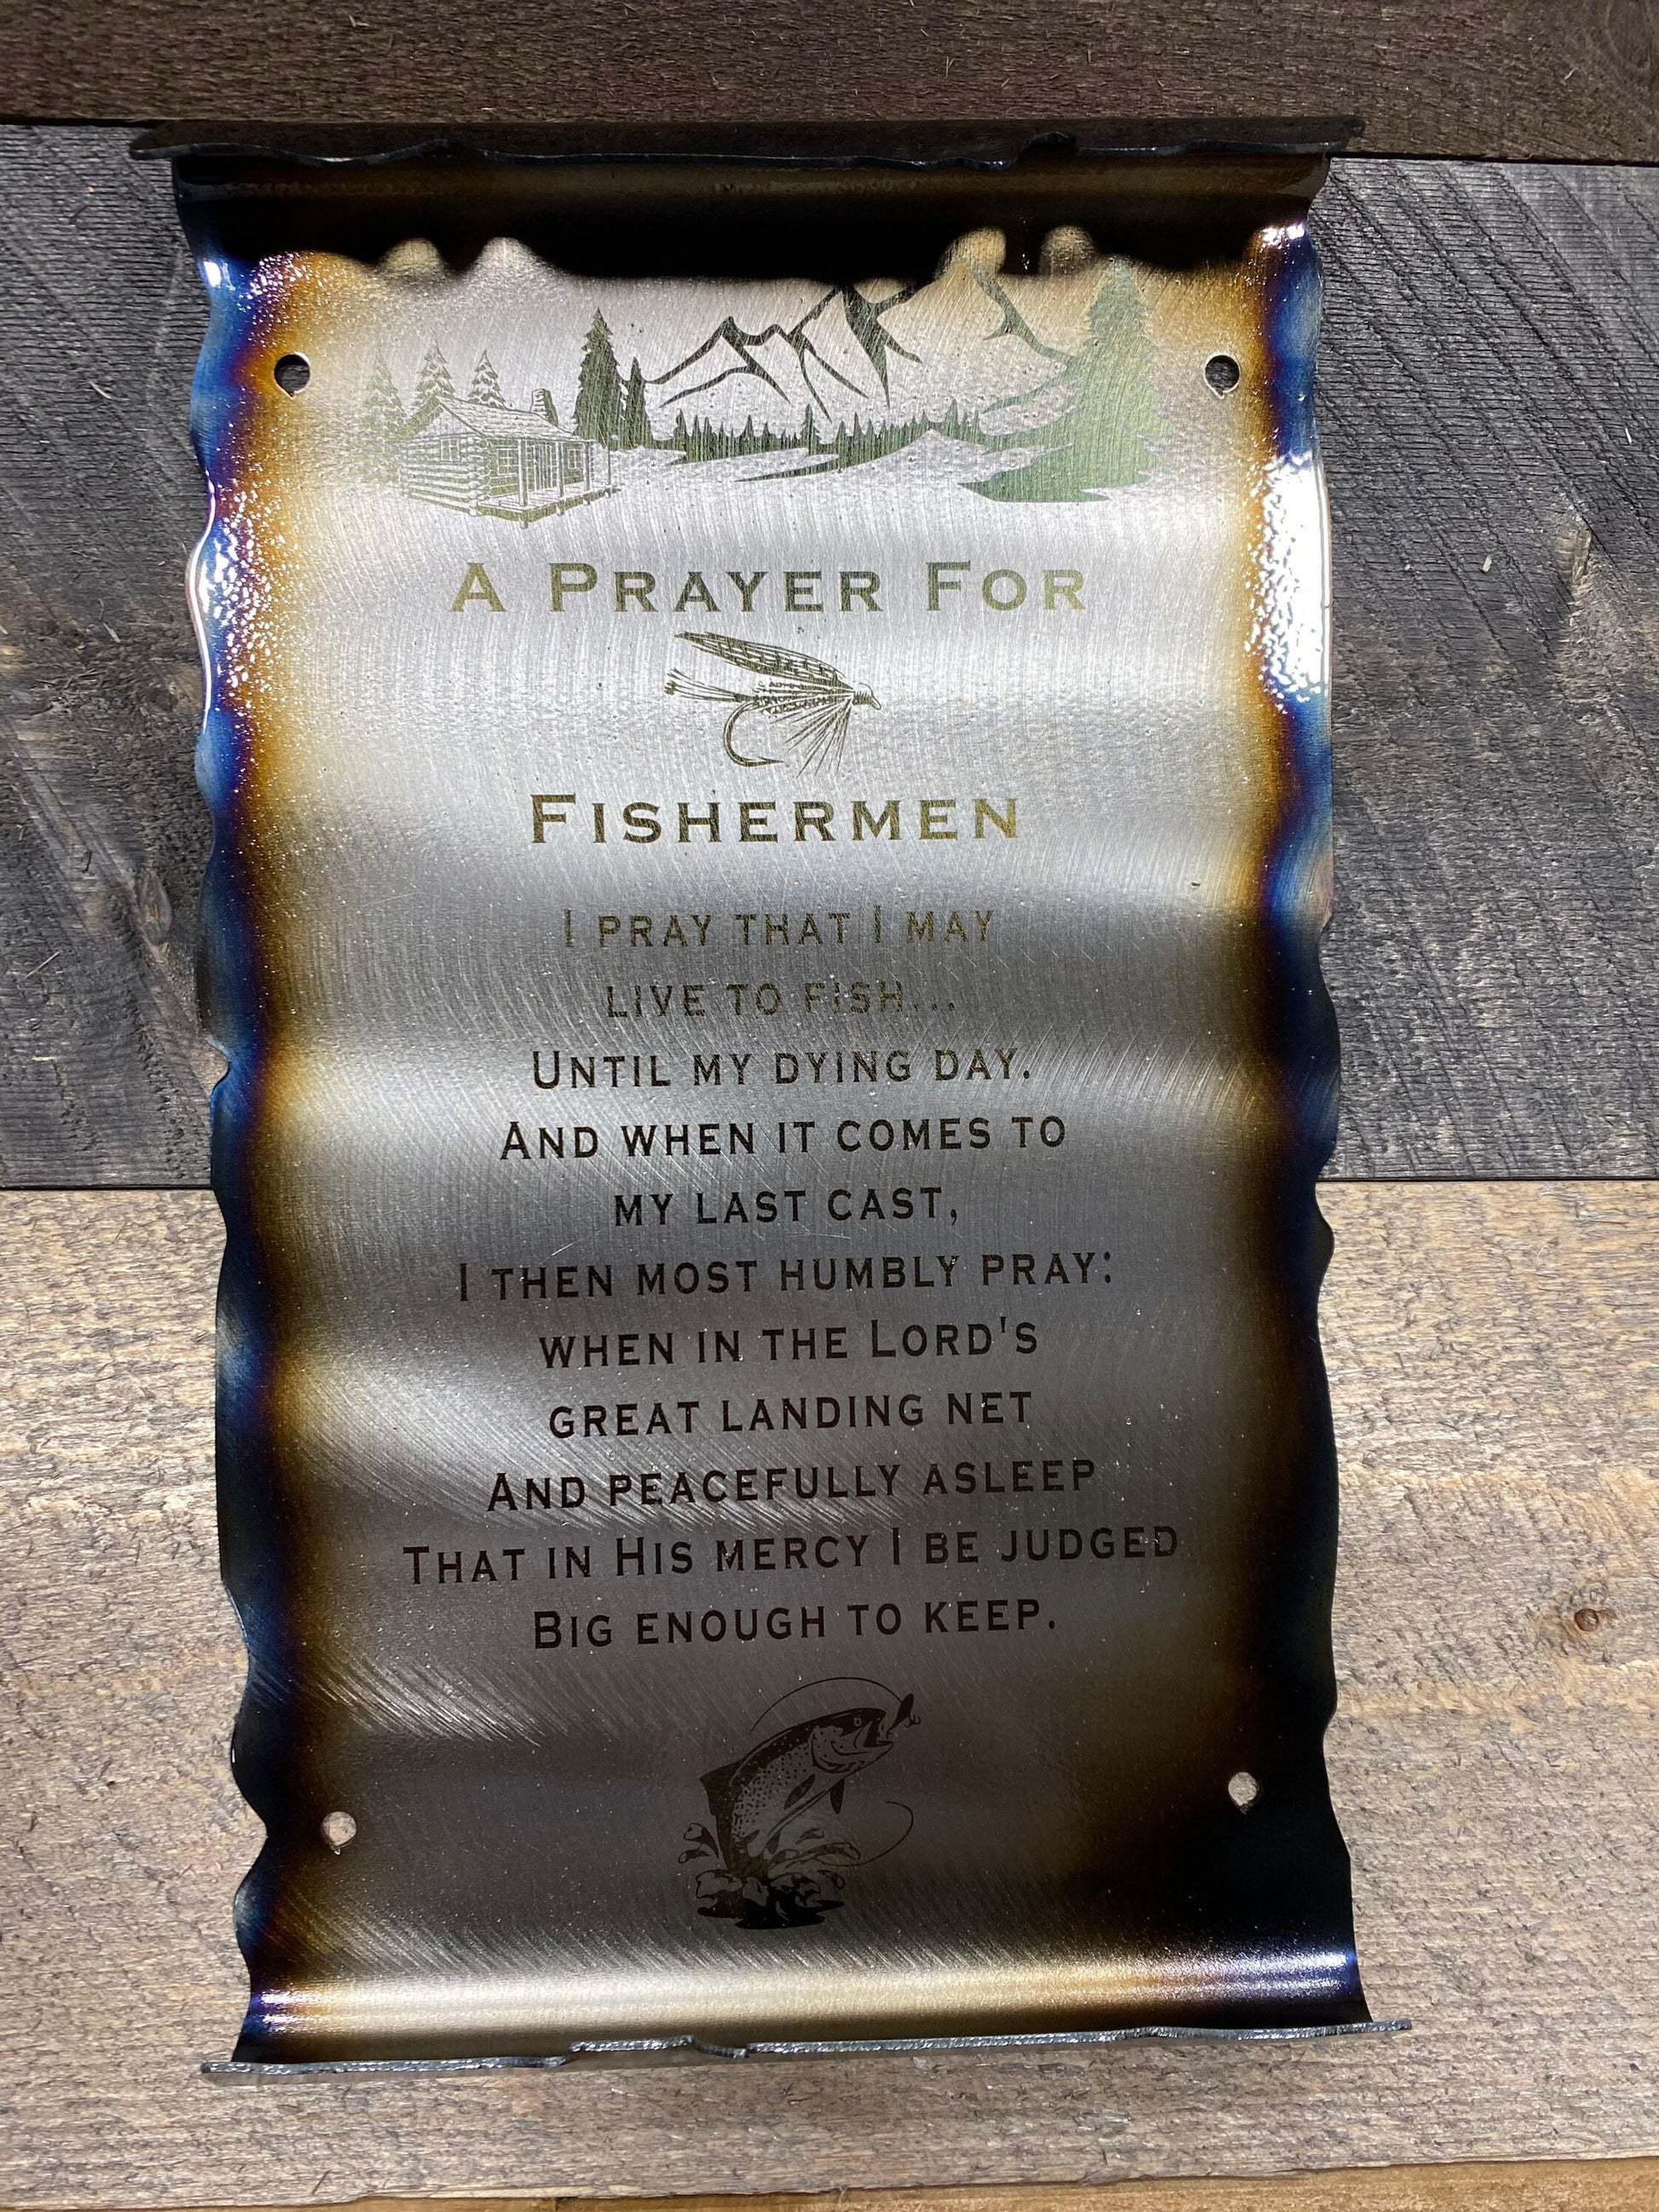 A Prayer For
Fishermen
I pray that I may
live to fish...
Until my dying day.
And when it comes to
my last cast,
I then most humbly pray:
when in the Lord's
great landing net
And peacefully asleep
That in His mercy I be judged
Big enough to keep.